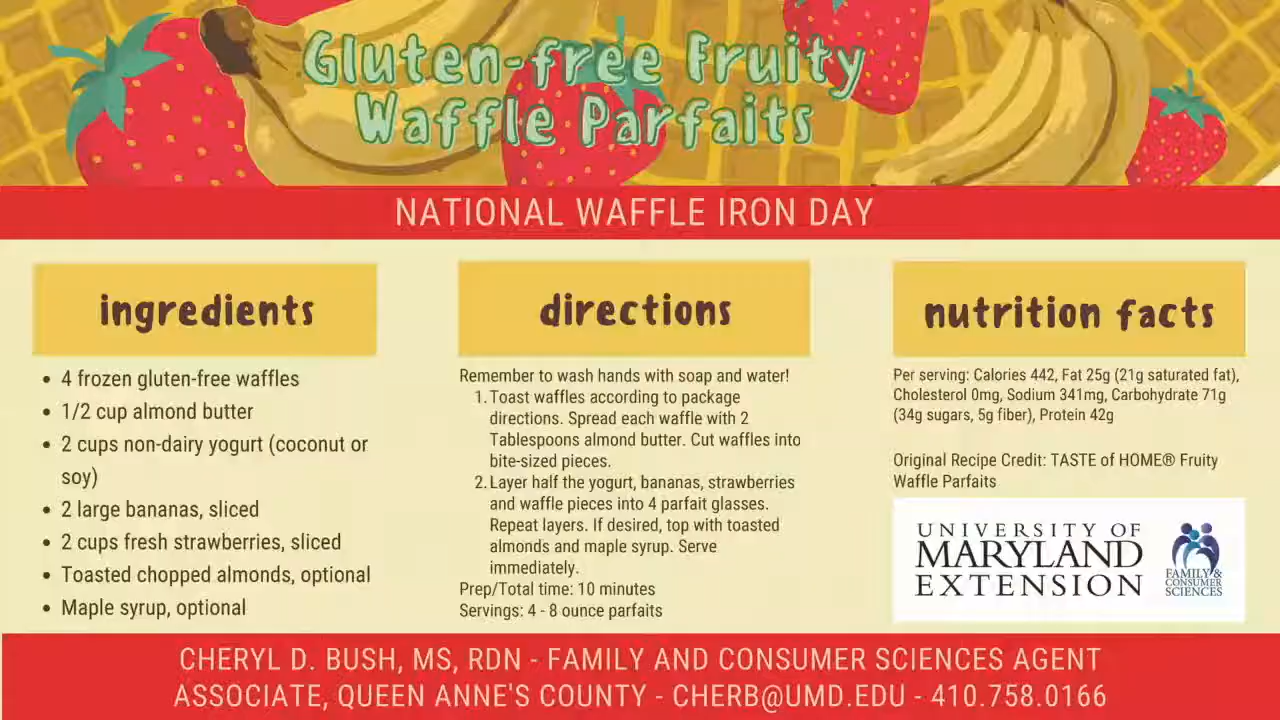 Gluten-free Fruity
Waffle Parfaits
NATIONAL WAFFLE IRON DAY
ingredients
• 4 frozen gluten-free waffles
• 1/2 cup almond butter
• 2 cups non-dairy yogurt (coconut or
soy)
• 2 large bananas, sliced
• 2 cups fresh strawberries, sliced
• Toasted chopped almonds, optional
• Maple syrup, optional
directions
Remember to wash hands with soap and water!
1. Toast waffles according to package
directions. Spread each waffle with 2
Tablespoons almond butter. Cut waffles into
bite-sized pieces.
2. Layer half the yogurt, bananas, strawberries
and waffle pieces into 4 parfait glasses.
Repeat layers. If desired, top with toasted
almonds and maple syrup. Serve
immediately.
Prep/Total time: 10 minutes
Servings: 4 - 8 ounce parfaits
nutrition facts
Per serving: Calories 442, Fat 25g (21g saturated fat),
Cholesterol 0mg, Sodium 341mg, Carbohydrate 71g
(34g sugars, 5g fiber), Protein 42g
Original Recipe Credit: TASTE of HOME® Fruity
Waffle Parfaits
UNIVERSITY OF
MARYLAND
EXTENSION
FAMILY &
CONSUMER
SCIENCES
CHERYL D. BUSH, MS, RDN - FAMILY AND CONSUMER SCIENCES AGENT
ASSOCIATE, QUEEN ANNE'S COUNTY - CHERB@UMD.EDU - 410.758.0166